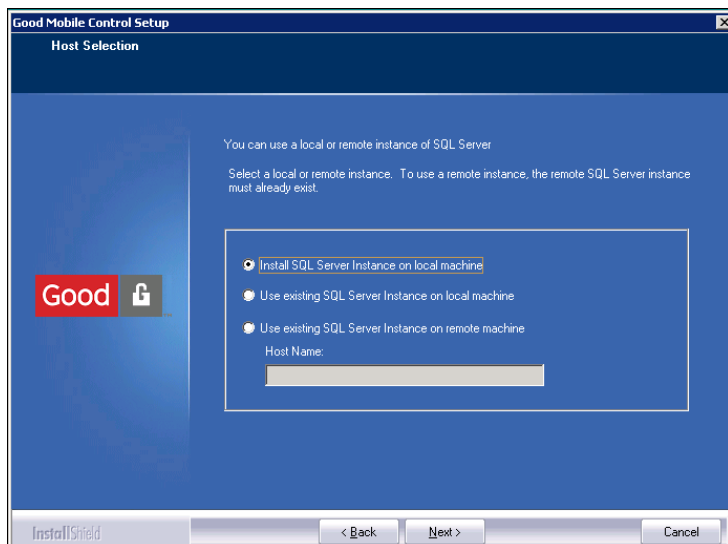 Good Mobile Control Setup
Host Selection
You can use a local or remote instance of SQL Server
Select a local or remote instance. To use a remote instance, the remote SQL Server instance
must already exist.
Install SQL Server Instance on local machine
Use existing SQL Server Instance on local machine
Use existing SQL Server Instance on remote machine
Host Name:
Good
InstallShield
< Back
Next >
Cancel